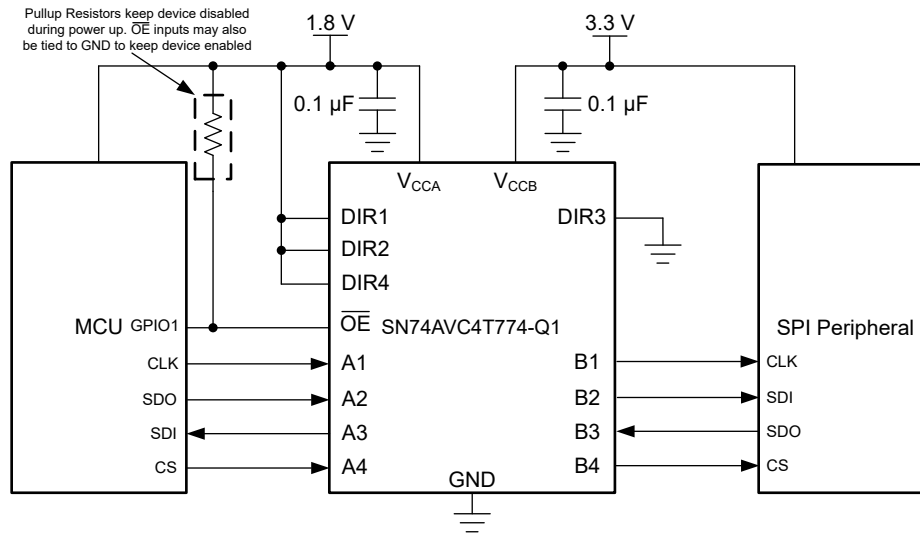 Pullup Resistors keep device disabled
during power up. OE inputs may also
be tied to GND to keep device enabled
1.8 V
3.3 V
0.1 µF
0.1 µF
VCCA
VCCB
DIR1
DIR3
DIR2
DIR4
MCU
GPIO1
OE
SN74AVC4T774-Q1
SPI Peripheral
CLK
A1
B1
CLK
SDO
A2
B2
SDI
SDI
A3
B3
SDO
CS
A4
B4
CS
GND